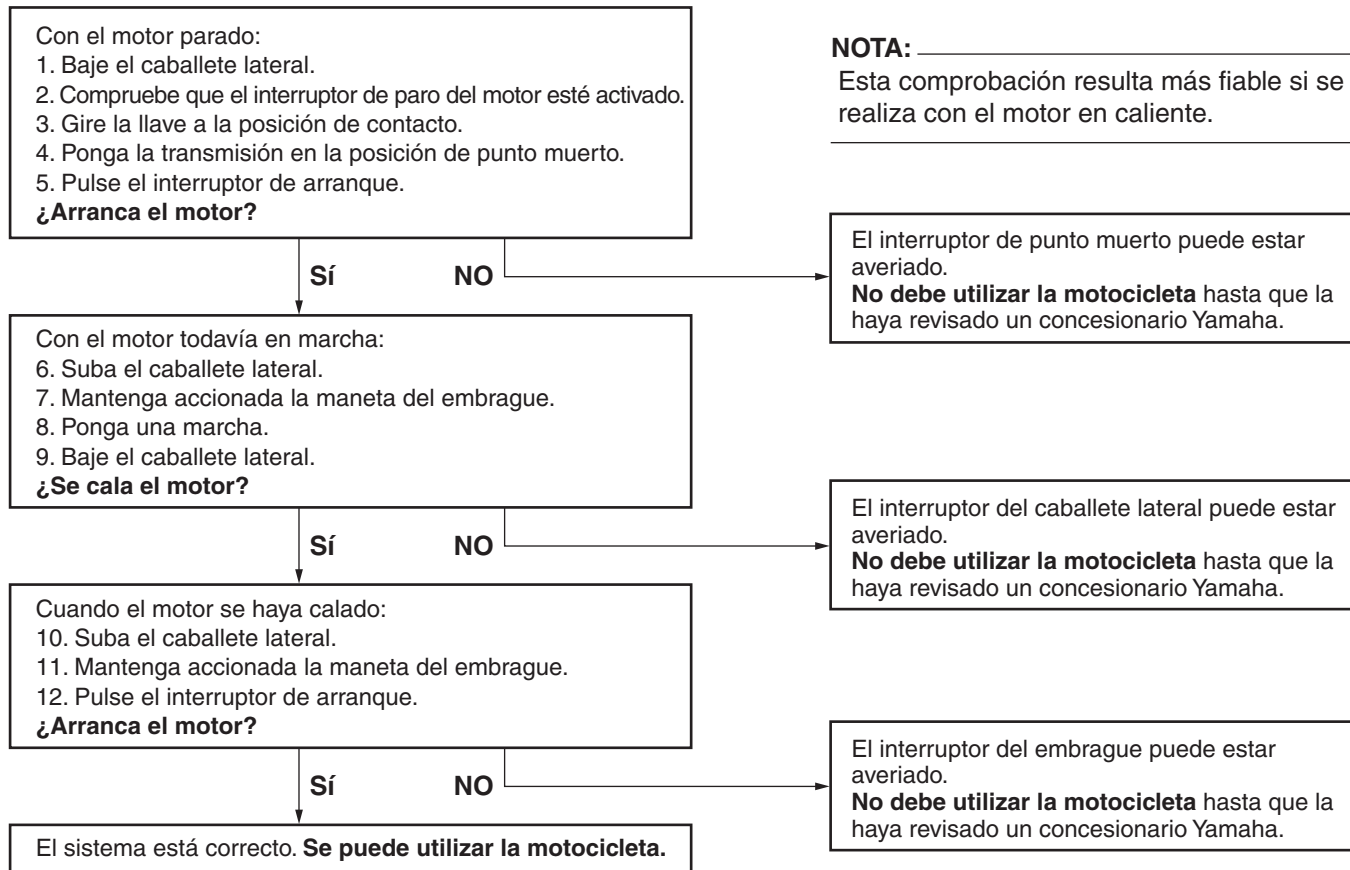 Con el motor parado:
1. Baje el caballete lateral.
2. Compruebe que el interruptor de paro del motor esté activado.
3. Gire la llave a la posición de contacto.
4. Ponga la transmisión en la posición de punto muerto.
5. Pulse el interruptor de arranque.
¿Arranca el motor?
NOTA:
Esta comprobación resulta más fiable si se
realiza con el motor en caliente.
Sí NO
El interruptor de punto muerto puede estar
averiado.
No debe utilizar la motocicleta hasta que la
haya revisado un concesionario Yamaha.
Con el motor todavía en marcha:
6. Suba el caballete lateral.
7. Mantenga accionada la maneta del embrague.
8. Ponga una marcha.
9. Baje el caballete lateral.
¿Se cala el motor?
Sí NO
El interruptor del caballete lateral puede estar
averiado.
No debe utilizar la motocicleta hasta que la
haya revisado un concesionario Yamaha.
Cuando el motor se haya calado:
10. Suba el caballete lateral.
11. Mantenga accionada la maneta del embrague.
12. Pulse el interruptor de arranque.
¿Arranca el motor?
Sí NO
El interruptor del embrague puede estar
averiado.
No debe utilizar la motocicleta hasta que la
haya revisado un concesionario Yamaha.
El sistema está correcto. Se puede utilizar la motocicleta.